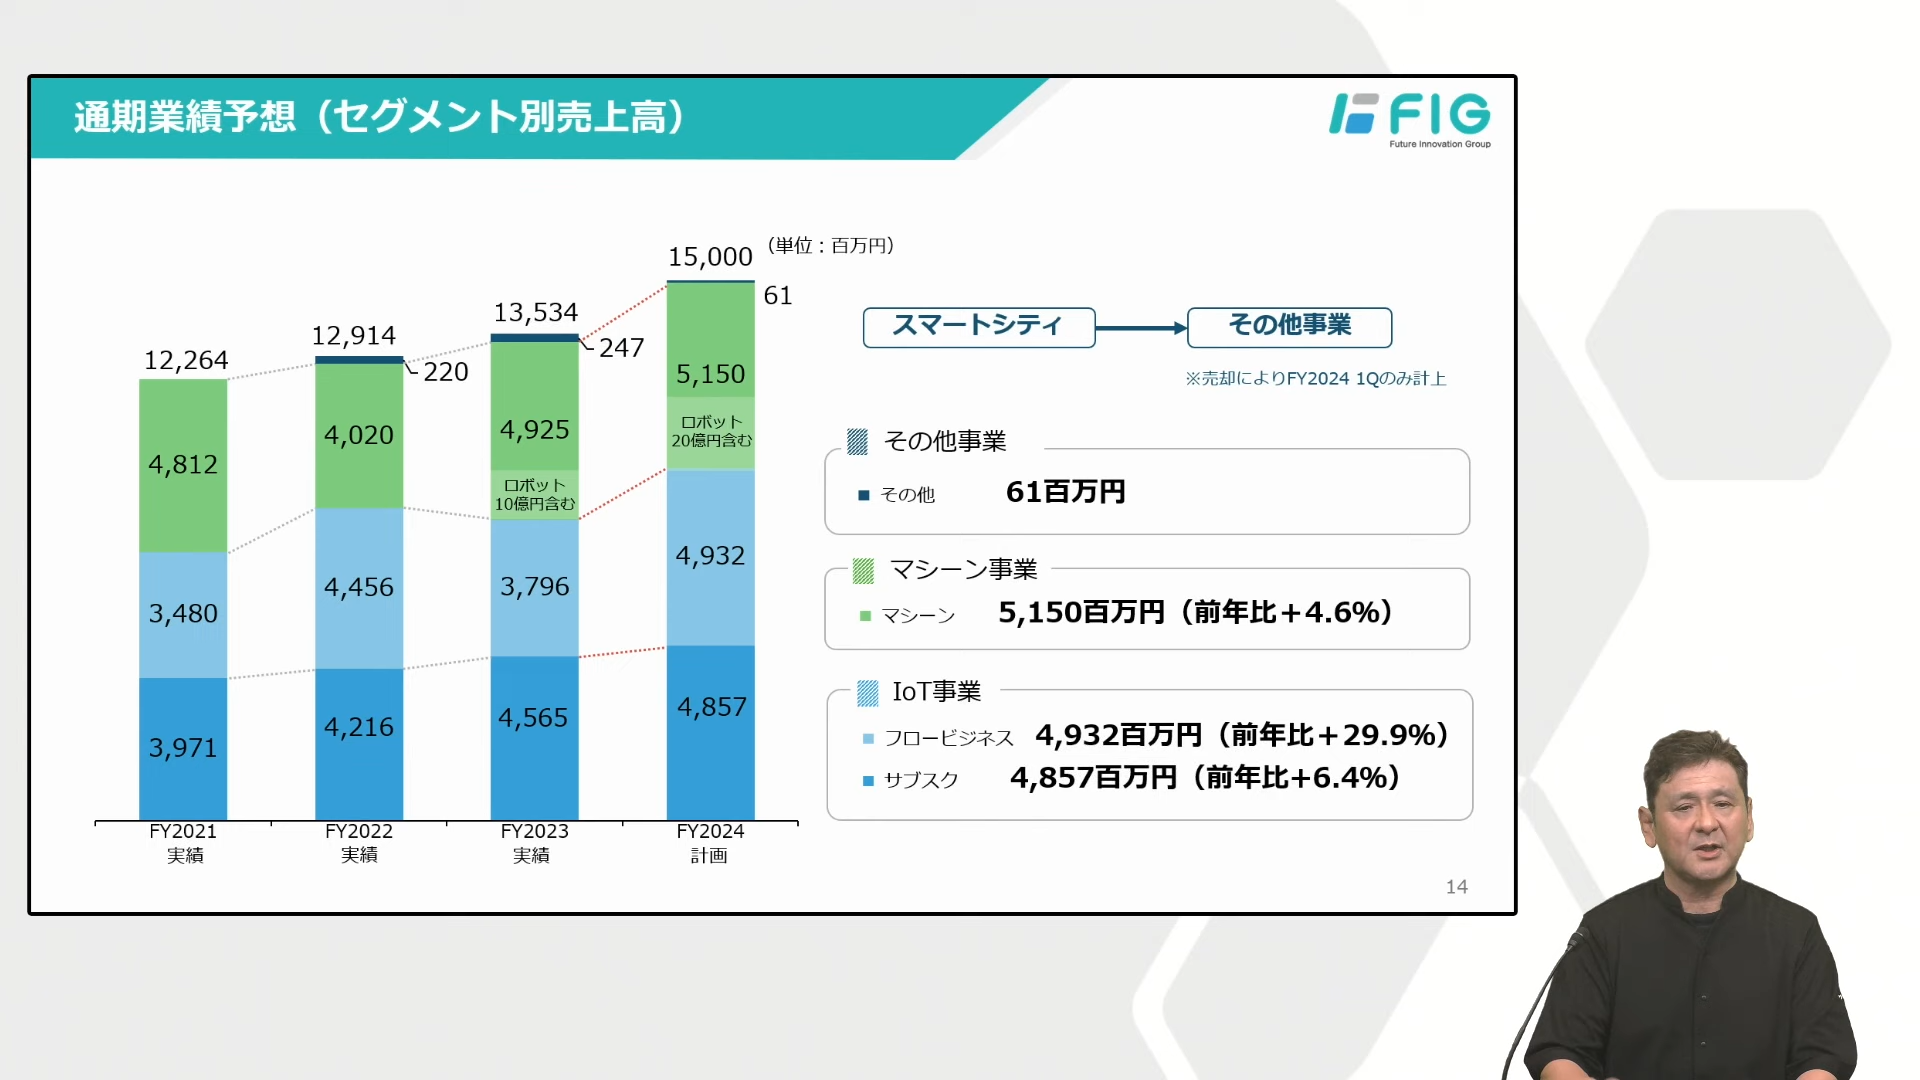 通期業績予想（セグメント別売上高）
FIG
Future Innovation Group
（単位：百万円）
12,264
4,812
3,480
3,971
12,914
220
4,020
4,456
4,216
13,534
247
4,925
ロボット
10億円含む
3,796
4,565
15,000
61
5,150
ロボット
20億円含む
4,932
4,857
FY2021
実績
FY2022
実績
FY2023
実績
FY2024
計画
スマートシティ
その他事業
※売却によりFY2024 1Qのみ計上
その他事業
その他 61百万円
マシーン事業
マシーン 5,150百万円（前年比＋4.6%）
IoT事業
フロービジネス 4,932百万円（前年比＋29.9%）
サブスク 4,857百万円（前年比+6.4%）
14